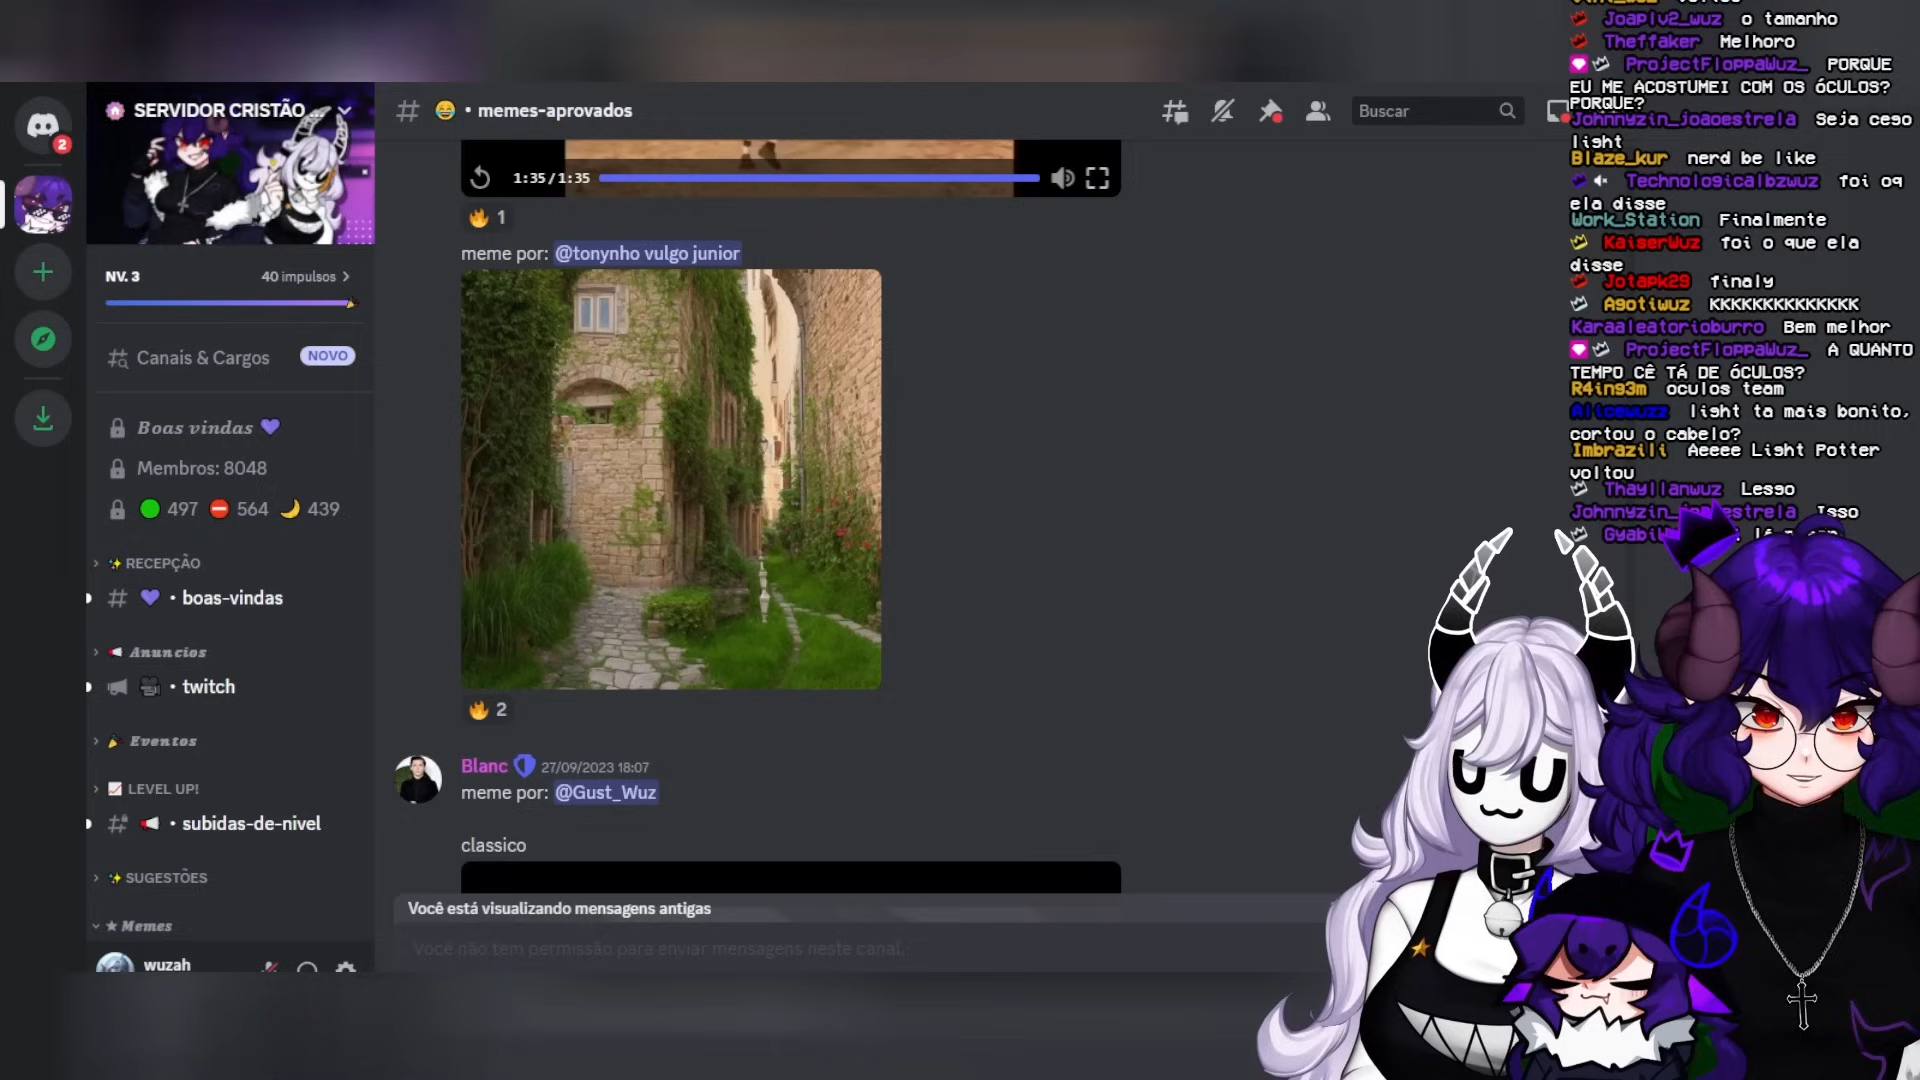 SERVIDOR CRISTÃO ...
NV. 3
40 impulsos
Canais & Cargos
NOVO
Boas vindas
Membros: 8048
497
564
439
RECEPÇÃO
• boas-vindas
Anuncios
• twitch
Eventos
LEVEL UP!
• subidas-de-nivel
SUGESTÕES
Memes
wuzah
2
• memes-aprovados
Buscar
1:35/1:35
1
meme por: @tonynho vulgo junior
2
Blanc 27/09/2023 18:07
meme por: @Gust_Wuz
classico
Você está visualizando mensagens antigas
Você não tem permissão para enviar mensagens neste canal.
Joaplv2_wuz o tamanho
Theffaker Melhoro
ProjectFloppaWuz_ PORQUE
EU ME ACOSTUMEI COM OS ÓCULOS?
PORQUE?
Johnnyzin_joaoestrela Seja cego
light
Blaze_kur nerd be like
Technologicalbzwuz foi oq
ela disse
Work_Station Finalmente
KaiserWuz foi o que ela
disse
Jotapk29 finaly
Agotiwuz KKKKKKKKKKKKK
Karaaleatorioburro Bem melhor
ProjectFloppaWuz_ A QUANTO
TEMPO CÊ TÁ DE ÓCULOS?
R4ing3m oculos team
Alicewuzz light ta mais bonito,
cortou o cabelo?
Imbrazili Aeeee Light Potter
voltou
Thayllanwuz Lesgo
Isso